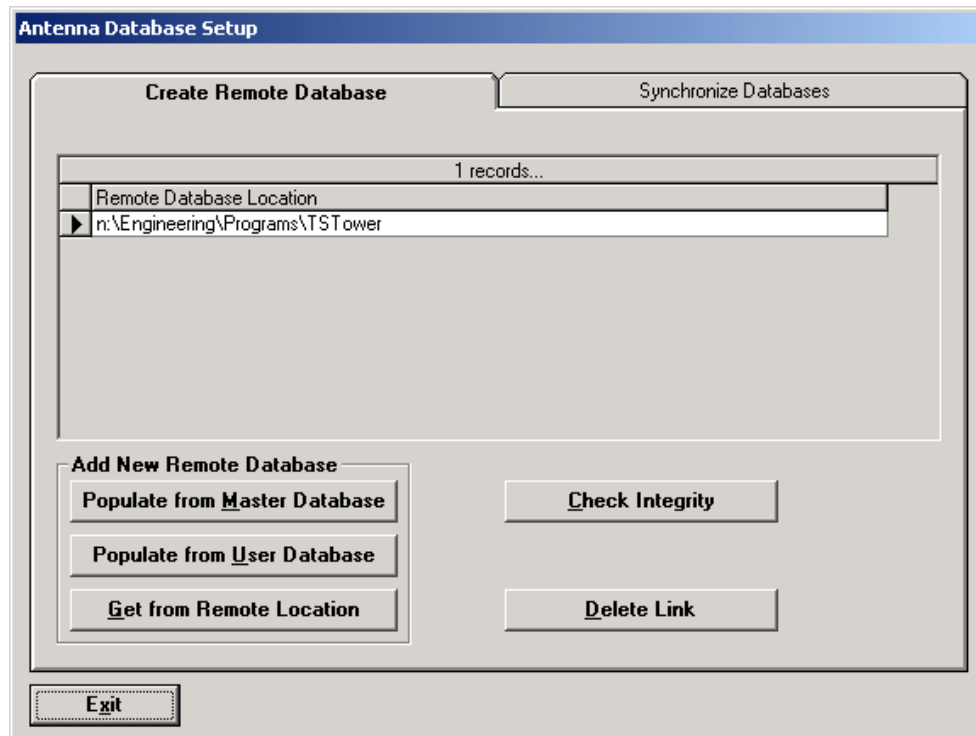 Antenna Database Setup
Create Remote Database
Synchronize Databases
1 records...
Remote Database Location
n:\Engineering\Programs\TSTower
Add New Remote Database
Populate from Master Database
Check Integrity
Populate from User Database
Get from Remote Location
Delete Link
Exit